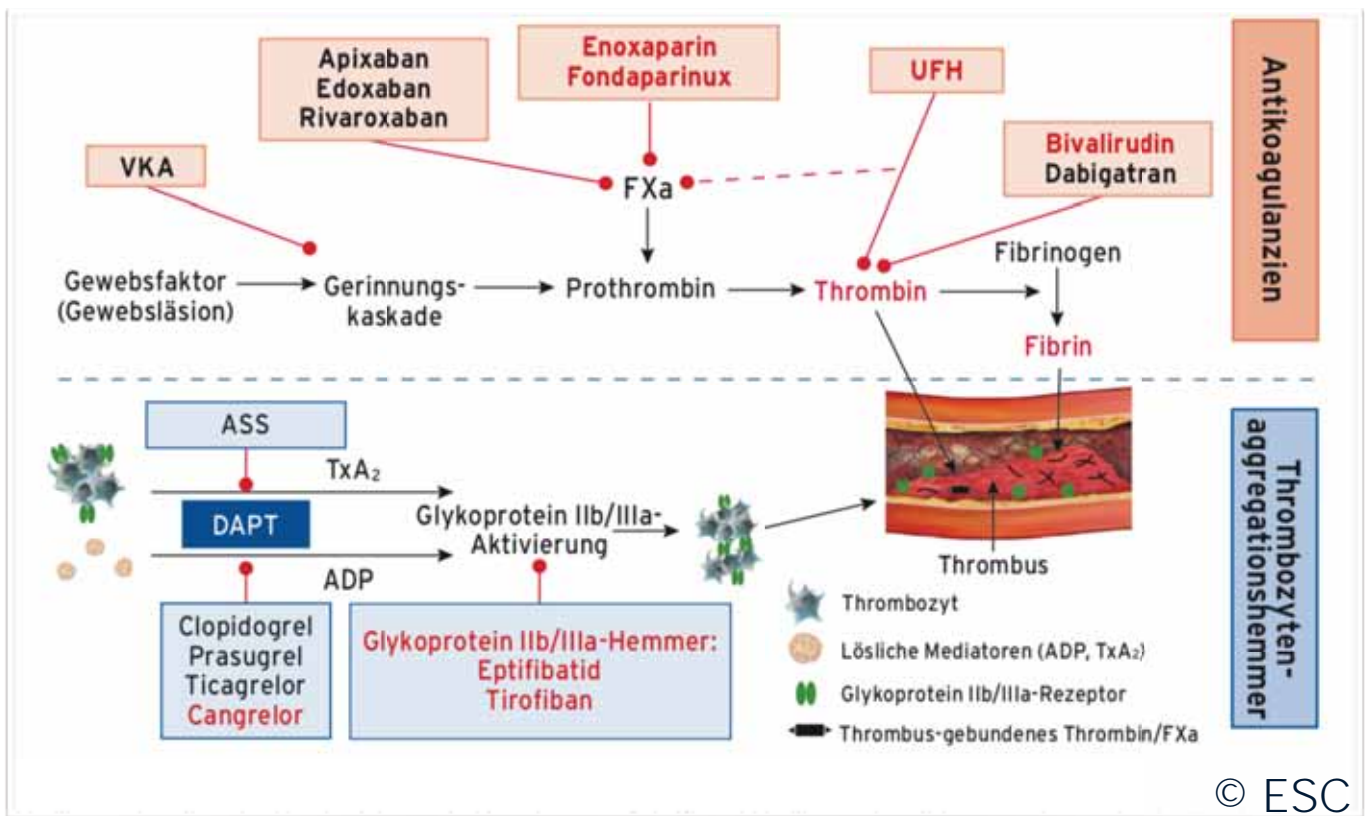 Apixaban
Edoxaban
Rivaroxaban
Enoxaparin
Fondaparinux
UFH
Bivalirudin
Dabigatran
VKA
FXa
Fibrinogen
Gewebsfaktor
(Gewebsläsion)
Gerinnungs-
kaskade
Prothrombin
Thrombin
Fibrin
Antikoagulanzien
ASS
TxA₂
DAPT
Glykoprotein IIb/IIIa-
Aktivierung
ADP
Clopidogrel
Prasugrel
Ticagrelor
Cangrelor
Glykoprotein IIb/IIIa-Hemmer:
Eptifibatid
Tirofiban
Thrombus
Thrombozyt
Lösliche Mediatoren (ADP, TxA₂)
Glykoprotein IIb/IIIa-Rezeptor
Thrombus-gebundenes Thrombin/FXa
Thrombozyten-
aggregationshemmer
© ESC